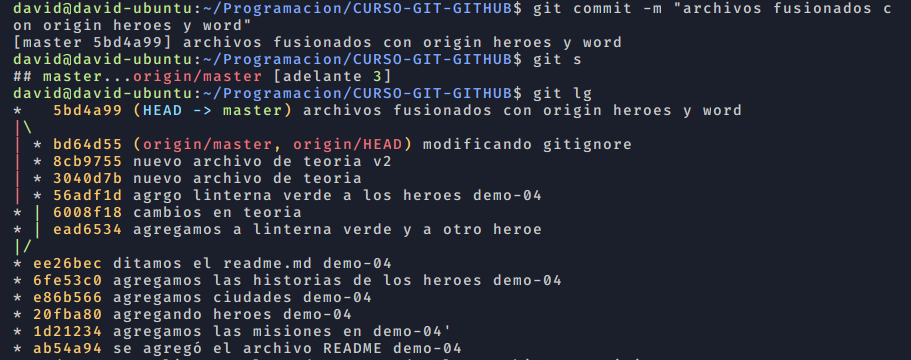 david@david-ubuntu:~/Programacion/CURSO-GIT-GITHUB$ git commit -m "archivos fusionados c
on origin heroes y word"
[master 5bd4a99] archivos fusionados con origin heroes y word
david@david-ubuntu:~/Programacion/CURSO-GIT-GITHUB$ git s
## master...origin/master [adelante 3]
david@david-ubuntu:~/Programacion/CURSO-GIT-GITHUB$ git lg
*   5bd4a99 (HEAD -> master) archivos fusionados con origin heroes y word
|\
| * bd64d55 (origin/master, origin/HEAD) modificando gitignore
| * 8cb9755 nuevo archivo de teoria v2
| * 3040d7b nuevo archivo de teoria
| * 56adf1d agrgo linterna verde a los heroes demo-04
* | 6008f18 cambios en teoria
* | ead6534 agregamos a linterna verde y a otro heroe
|/
* ee26bec ditamos el readme.md demo-04
* 6fe53c0 agregamos las historias de los heroes demo-04
* e86b566 agregamos ciudades demo-04
* 20fba80 agregando heroes demo-04
* 1d21234 agregamos las misiones en demo-04'
* ab54a94 se agregó el archivo README demo-04